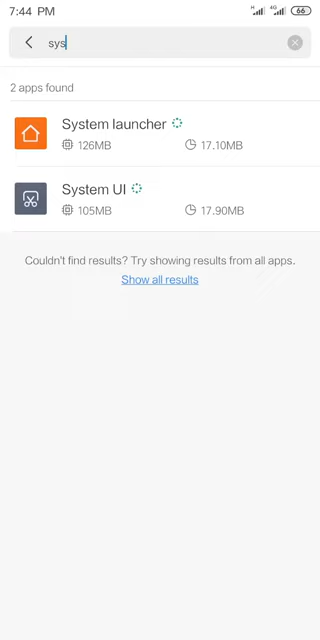 7:44 PM H 4G 66
sys
2 apps found
System launcher
126MB 17.10MB
System UI
105MB 17.90MB
Couldn't find results? Try showing results from all apps.
Show all results